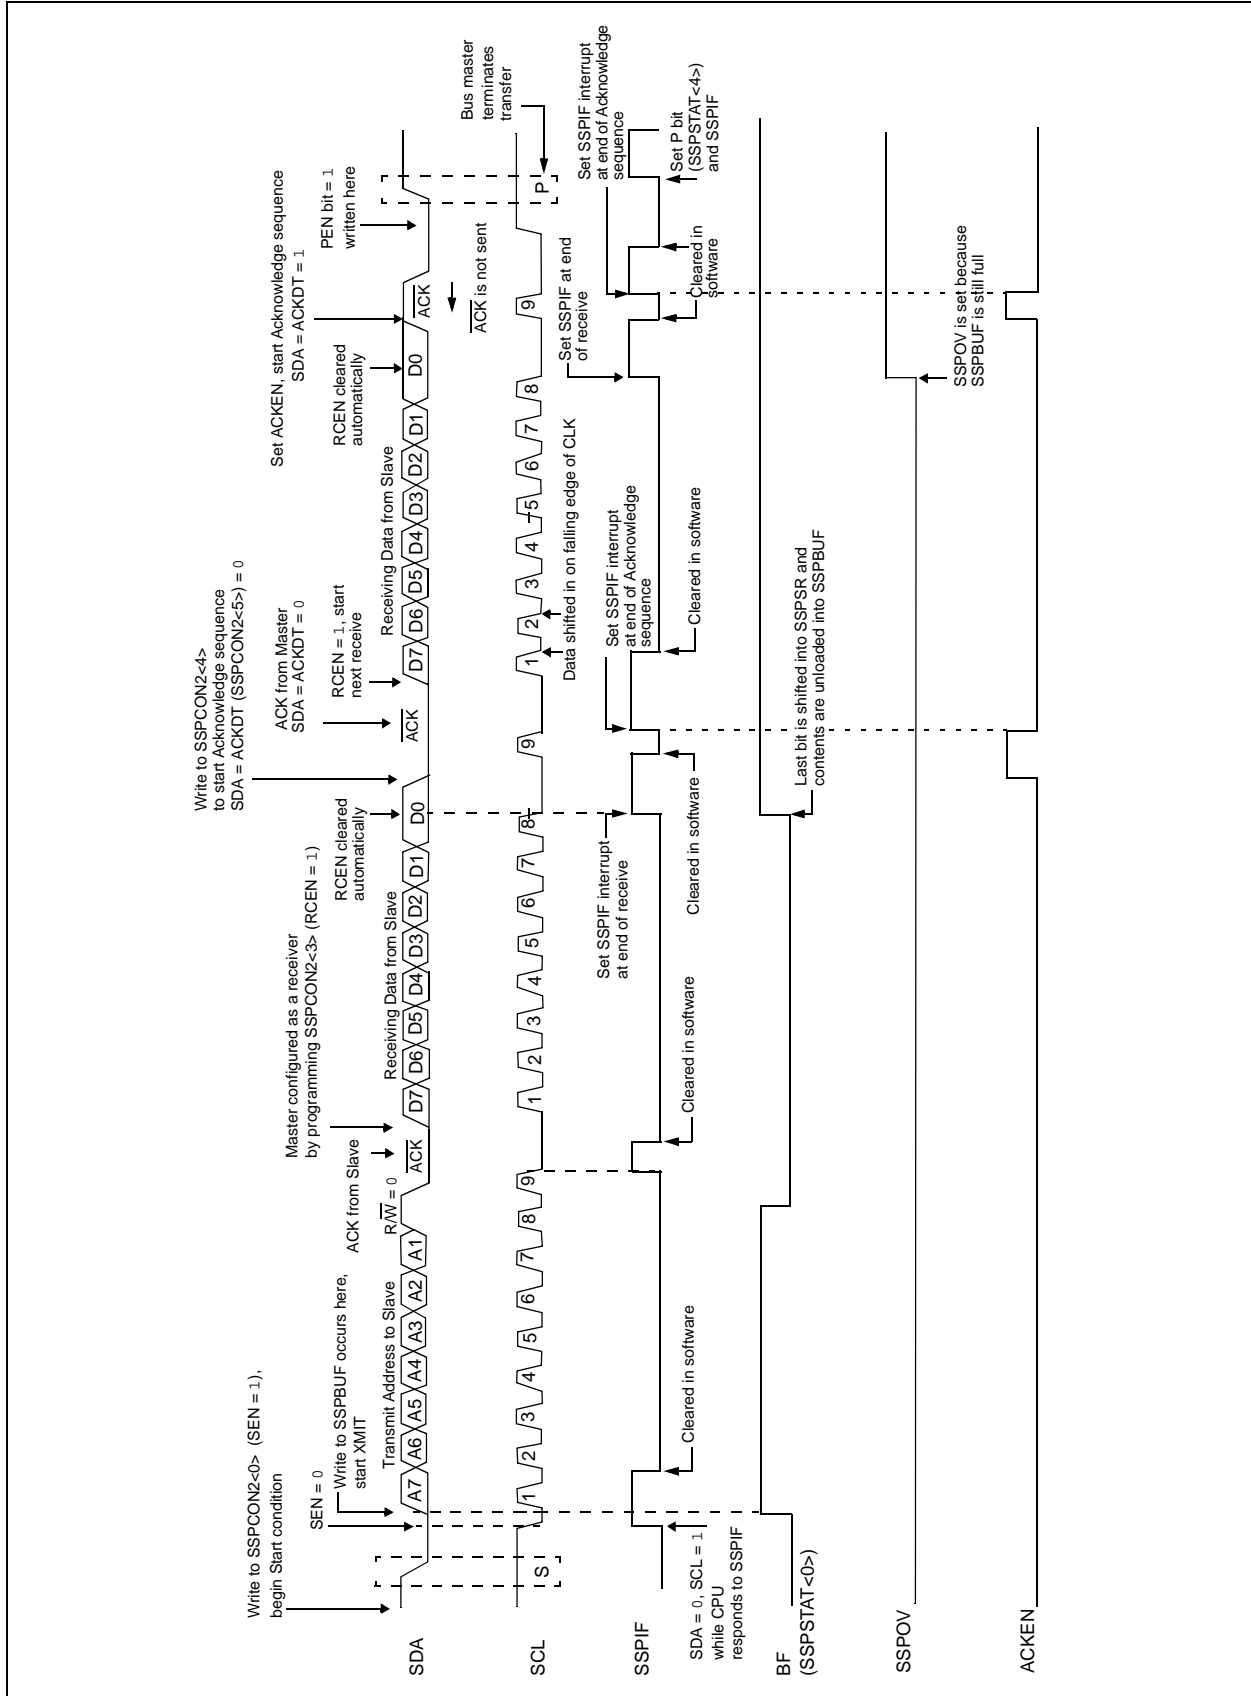 Write to SSPCON2<0> (SEN = 1),
begin Start condition
SEN = 0
Write to SSPBUF occurs here,
start XMIT
Transmit Address to Slave
R/W = 0
ACK from Slave
Master configured as a receiver
by programming SSPCON2<3> (RCEN = 1)
Receiving Data from Slave
RCEN cleared
automatically
Write to SSPCON2<4>
to start Acknowledge sequence
SDA = ACKDT (SSPCON2<5>) = 0
ACK from Master
SDA = ACKDT = 0
RCEN = 1, start
next receive
Receiving Data from Slave
RCEN cleared
automatically
Set ACKEN, start Acknowledge sequence
SDA = ACKDT = 1
PEN bit = 1
written here
SDA
A7 A6 A5 A4 A3 A2 A1 ACK D7 D6 D5 D4 D3 D2 D1 D0 ACK D7 D6 D5 D4 D3 D2 D1 D0 ACK
ACK is not sent
Bus master
terminates
transfer
SCL
S 1 2 3 4 5 6 7 8 9 1 2 3 4 5 6 7 8 9 1 2 3 4 5 6 7 8 9 P
Data shifted in on falling edge of CLK
Set SSPIF interrupt
at end of receive
Set SSPIF interrupt
at end of Acknowledge
sequence
Set SSPIF at end
of receive
Set SSPIF interrupt
at end of Acknowledge
sequence
SSPIF
SDA = 0, SCL = 1
while CPU
responds to SSPIF
Cleared in software
Cleared in software
Cleared in software
Cleared in software
Cleared in
software
Set P bit
(SSPSTAT<4>)
and SSPIF
BF
(SSPSTAT<0>)
Last bit is shifted into SSPSR and
contents are unloaded into SSPBUF
SSPOV
SSPOV is set because
SSPBUF is still full
ACKEN